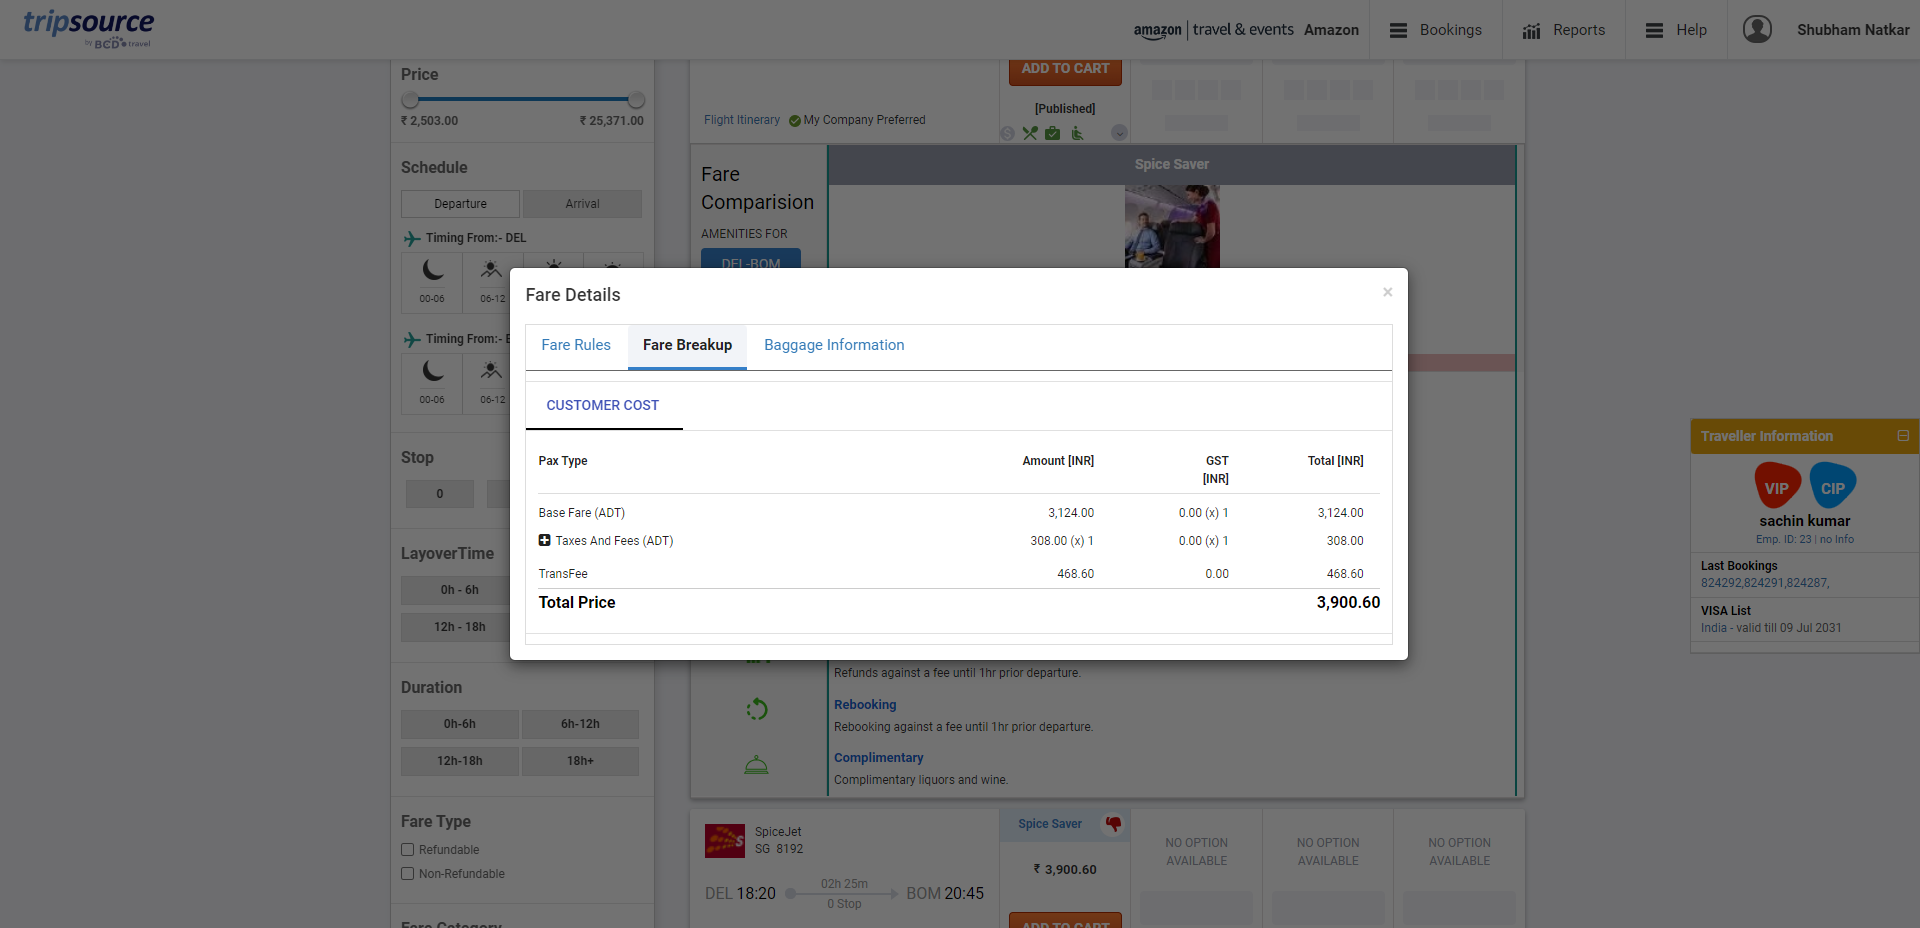 tripsource
by BCD travel
amazon | travel & events Amazon
Bookings
Reports
Help
Shubham Natkar
Price
₹ 2,503.00 ₹ 25,371.00
Schedule
Departure Arrival
Timing From:- DEL
00-06 06-12
Timing From:-
00-06 06-12
Stop
0
LayoverTime
0h - 6h
12h - 18h
Duration
0h-6h 6h-12h
12h-18h 18h+
Fare Type
Refundable
Non-Refundable
Fare Category
ADD TO CART
[Published]
Flight Itinerary My Company Preferred
Fare
Comparision
AMENITIES FOR
DEL-BOM
Spice Saver
Fare Details ×
Fare Rules Fare Breakup Baggage Information
CUSTOMER COST
Pax Type Amount [INR] GST [INR] Total [INR]
Base Fare (ADT) 3,124.00 0.00 (x) 1 3,124.00
Taxes And Fees (ADT) 308.00 (x) 1 0.00 (x) 1 308.00
TransFee 468.60 0.00 468.60
Total Price 3,900.60
Refunds against a fee until 1hr prior departure.
Rebooking
Rebooking against a fee until 1hr prior departure.
Complimentary
Complimentary liquors and wine.
SpiceJet
SG 8192
DEL 18:20 02h 25m BOM 20:45
0 Stop
Spice Saver
₹ 3,900.60
ADD TO CART
NO OPTION AVAILABLE
NO OPTION AVAILABLE
NO OPTION AVAILABLE
Traveller Information
VIP CIP
sachin kumar
Emp. ID: 23 | no Info
Last Bookings
824292,824291,824287,
VISA List
India - valid till 09 Jul 2031